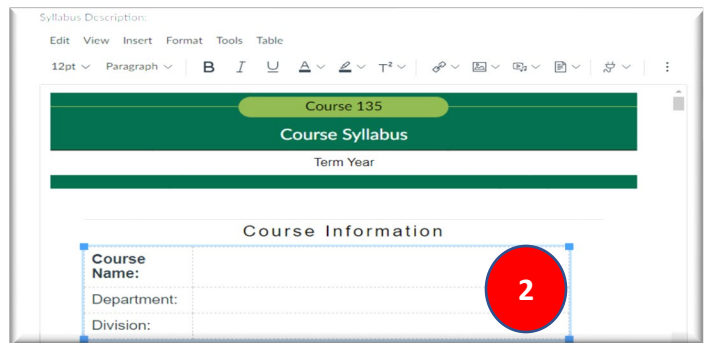 Syllabus Description:
Edit View Insert Format Tools Table
12pt Paragraph B I U A T²
Course 135
Course Syllabus
Term Year
Course Information
Course
Name:
2
Department:
Division: